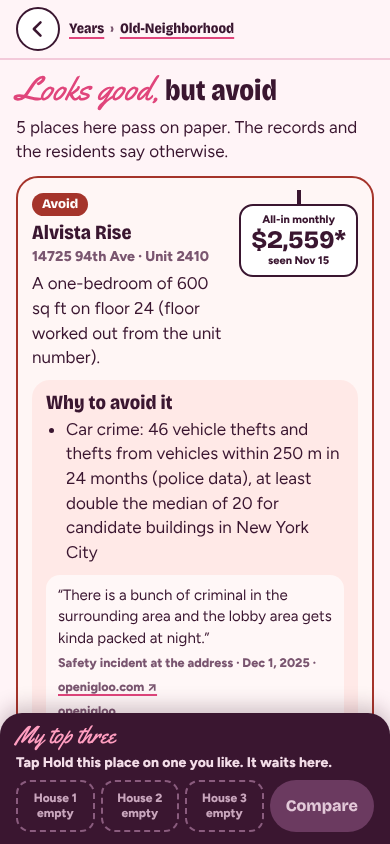 Years › Old-Neighborhood
Looks good, but avoid
5 places here pass on paper. The records and
the residents say otherwise.
Avoid
Alvista Rise
14725 94th Ave · Unit 2410
A one-bedroom of 600
sq ft on floor 24 (floor
worked out from the unit
number).
All-in monthly
$2,559*
seen Nov 15
Why to avoid it
• Car crime: 46 vehicle thefts and
thefts from vehicles within 250 m in
24 months (police data), at least
double the median of 20 for
candidate buildings in New York
City
“There is a bunch of criminal in the
surrounding area and the lobby area gets
kinda packed at night.”
Safety incident at the address · Dec 1, 2025 ·
openigloo.com ↗
openigloo
My top three
Tap Hold this place on one you like. It waits here.
House 1
empty
House 2
empty
House 3
empty
Compare